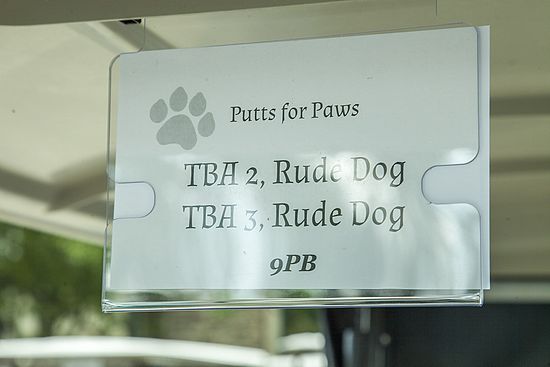 Putts for Paws
TBA 2, Rude Dog
TBA 3, Rude Dog
9PB